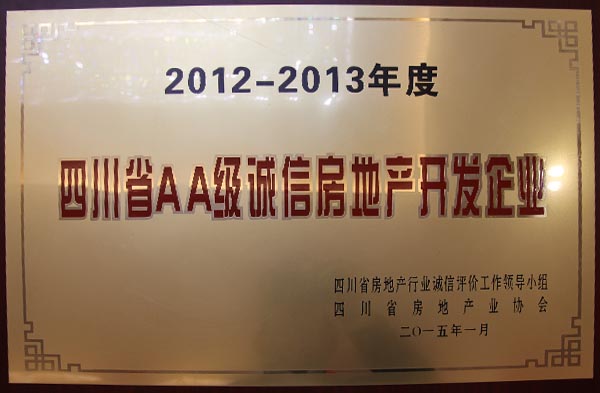 2012-2013年度
四川省AA级诚信房地产开发企业
四川省房地产行业诚信评价工作领导小组
四川省房地产业协会
二〇一五年一月